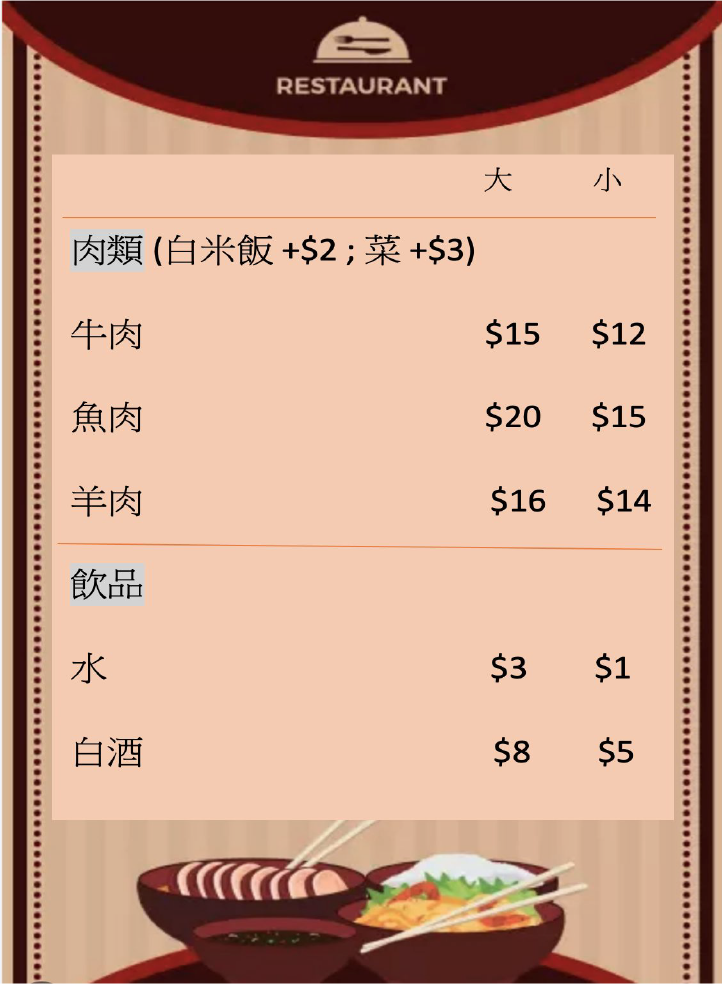 RESTAURANT
大 小
肉類 (白米飯 +$2 ; 菜 +$3)
牛肉 $15 $12
魚肉 $20 $15
羊肉 $16 $14
飲品
水 $3 $1
白酒 $8 $5